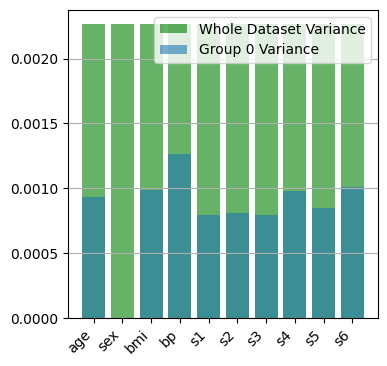 Whole Dataset Variance
Group 0 Variance
0.0020
0.0015
0.0010
0.0005
0.0000
age
sex
bmi
bp
s1
s2
s3
s4
s5
s6